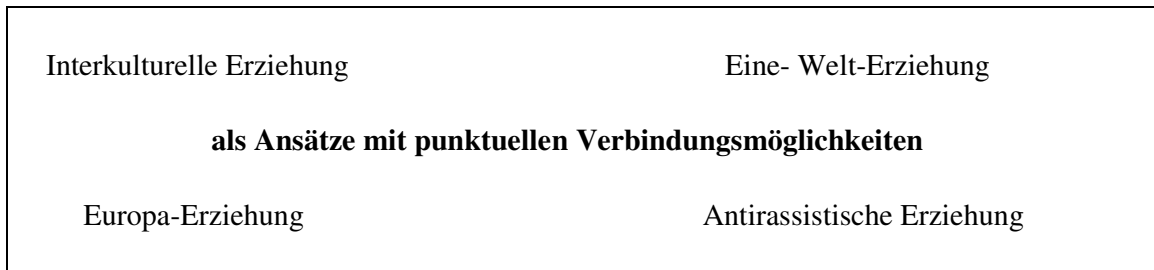 Interkulturelle Erziehung Eine- Welt-Erziehung
als Ansätze mit punktuellen Verbindungsmöglichkeiten
Europa-Erziehung Antirassistische Erziehung